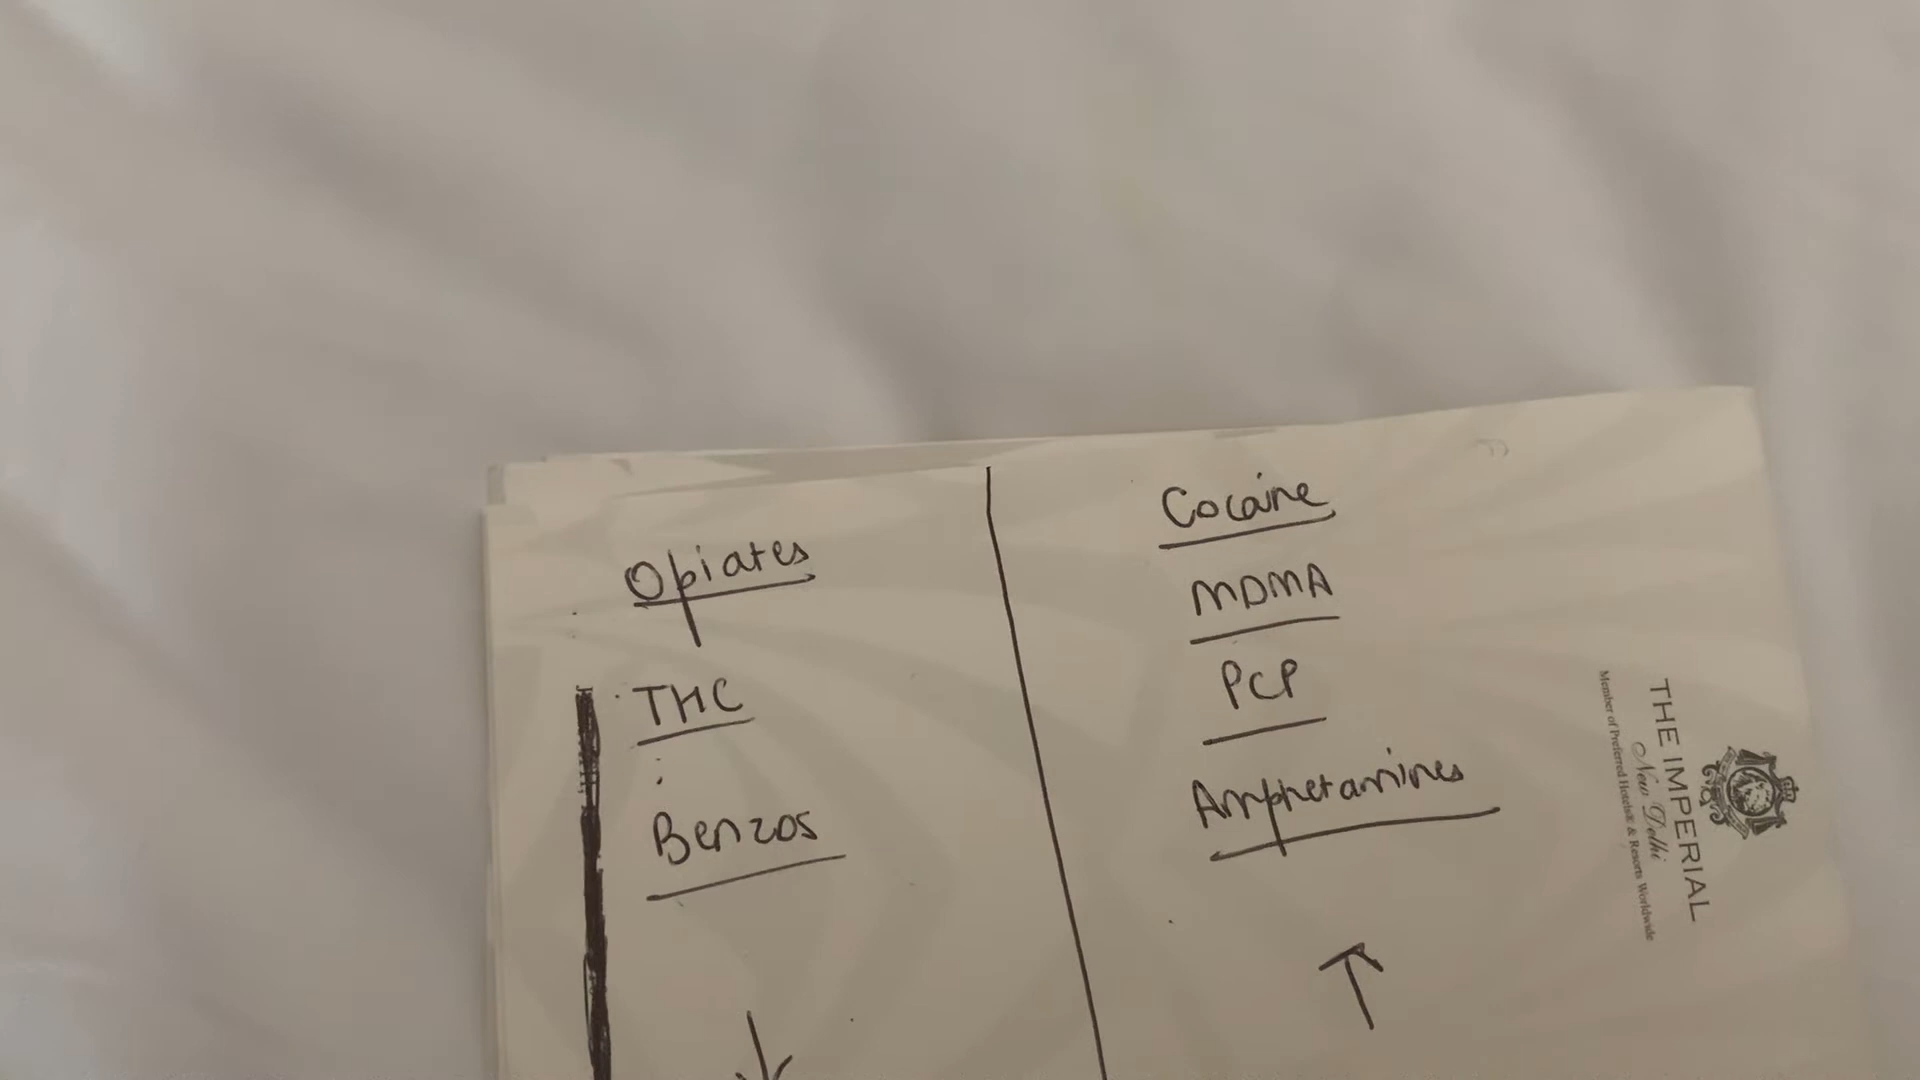 Opiates
THC
Benzos
Cocaine
MDMA
PCP
Amphetamines
THE IMPERIAL
New Delhi
Member of Preferred Hotels® & Resorts Worldwide